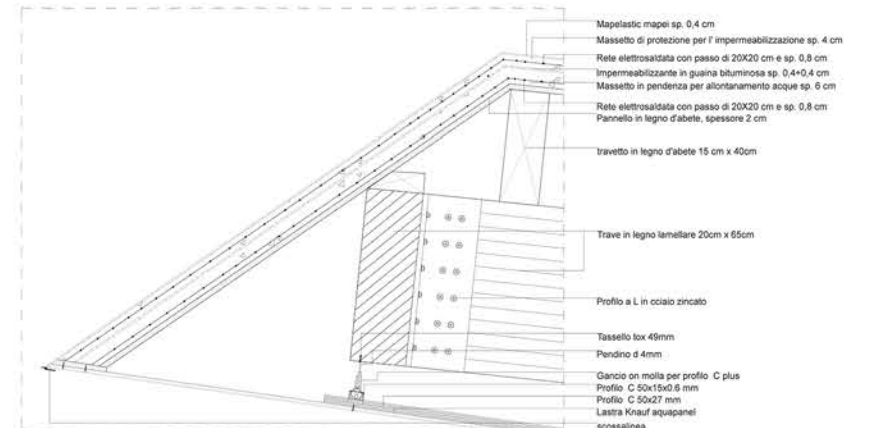 Mapelastic mapei sp. 0,4 cm
Massetto di protezione per l' impermeabilizzazione sp. 4 cm
Rete elettrosaldata con passo di 20X20 cm e sp. 0,8 cm
Impermeabilizzante in guaina bituminosa sp. 0,4+0,4 cm
Massetto in pendenza per allontanamento acque sp. 6 cm
Rete elettrosaldata con passo di 20X20 cm e sp. 0,8 cm
Pannello in legno d'abete, spessore 2 cm
travetto in legno d'abete 15 cm x 40cm
Trave in legno lamellare 20cm x 65cm
Profilo a L in cciaio zincato
Tassello tox 49mm
Pendino d 4mm
Gancio on molla per profilo C plus
Profilo C 50x15x0.6 mm
Profilo C 50x27 mm
Lastra Knauf aquapanel
scossalinea